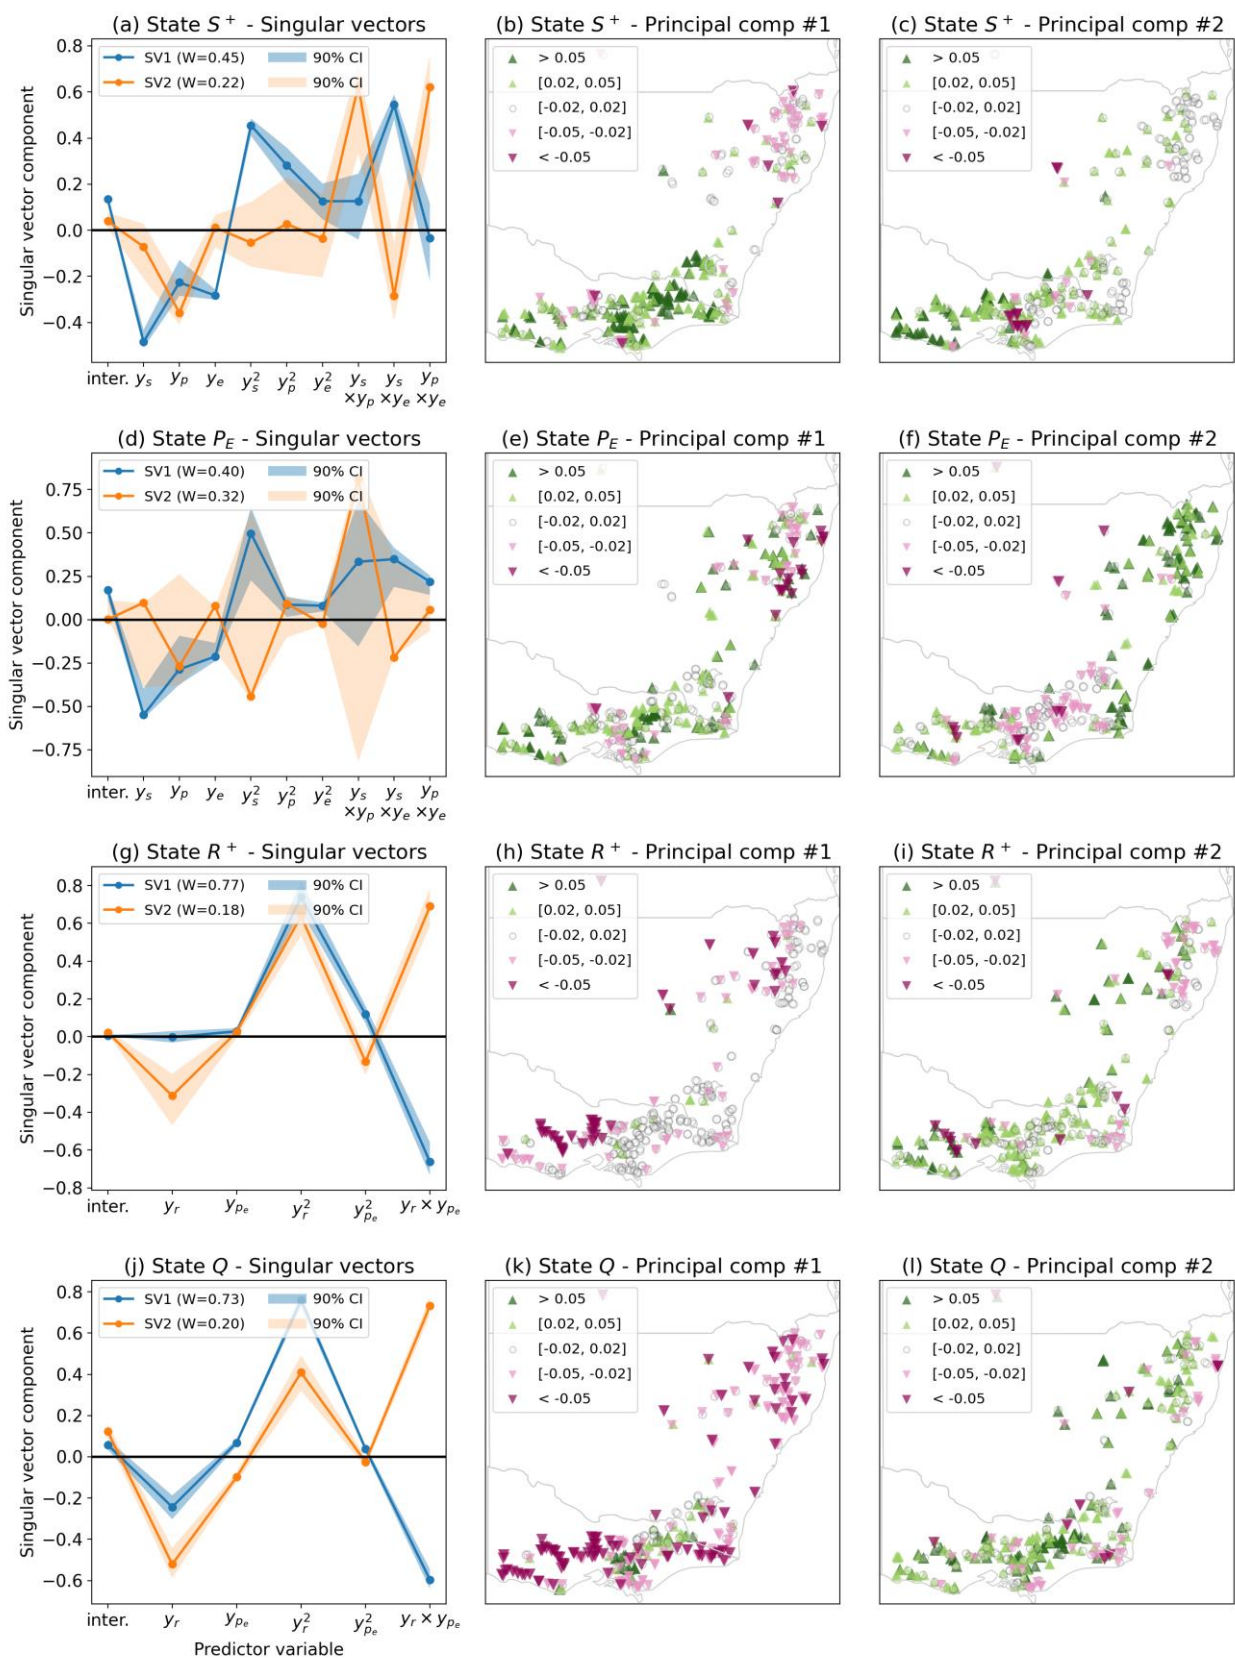 (a) State S⁺ - Singular vectors
SV1 (W=0.45) 90% CI
SV2 (W=0.22) 90% CI
Singular vector component
0.8
0.6
0.4
0.2
0.0
−0.2
−0.4
inter. yₛ yₚ yₑ yₛ² yₚ² yₑ² yₛ yₛ yₚ
×yₚ ×yₑ ×yₑ
(b) State S⁺ - Principal comp #1
> 0.05
[0.02, 0.05]
[-0.02, 0.02]
[-0.05, -0.02]
< -0.05
(c) State S⁺ - Principal comp #2
> 0.05
[0.02, 0.05]
[-0.02, 0.02]
[-0.05, -0.02]
< -0.05
(d) State P_E - Singular vectors
SV1 (W=0.40) 90% CI
SV2 (W=0.32) 90% CI
Singular vector component
0.75
0.50
0.25
0.00
−0.25
−0.50
−0.75
inter. yₛ yₚ yₑ yₛ² yₚ² yₑ² yₛ yₛ yₚ
×yₚ ×yₑ ×yₑ
(e) State P_E - Principal comp #1
> 0.05
[0.02, 0.05]
[-0.02, 0.02]
[-0.05, -0.02]
< -0.05
(f) State P_E - Principal comp #2
> 0.05
[0.02, 0.05]
[-0.02, 0.02]
[-0.05, -0.02]
< -0.05
(g) State R⁺ - Singular vectors
SV1 (W=0.77) 90% CI
SV2 (W=0.18) 90% CI
Singular vector component
0.8
0.6
0.4
0.2
0.0
−0.2
−0.4
−0.6
−0.8
inter. y_r y_{p_e} y_r² y_{p_e}² y_r × y_{p_e}
(h) State R⁺ - Principal comp #1
> 0.05
[0.02, 0.05]
[-0.02, 0.02]
[-0.05, -0.02]
< -0.05
(i) State R⁺ - Principal comp #2
> 0.05
[0.02, 0.05]
[-0.02, 0.02]
[-0.05, -0.02]
< -0.05
(j) State Q - Singular vectors
SV1 (W=0.73) 90% CI
SV2 (W=0.20) 90% CI
Singular vector component
0.8
0.6
0.4
0.2
0.0
−0.2
−0.4
−0.6
inter. y_r y_{p_e} y_r² y_{p_e}² y_r × y_{p_e}
Predictor variable
(k) State Q - Principal comp #1
> 0.05
[0.02, 0.05]
[-0.02, 0.02]
[-0.05, -0.02]
< -0.05
(l) State Q - Principal comp #2
> 0.05
[0.02, 0.05]
[-0.02, 0.02]
[-0.05, -0.02]
< -0.05